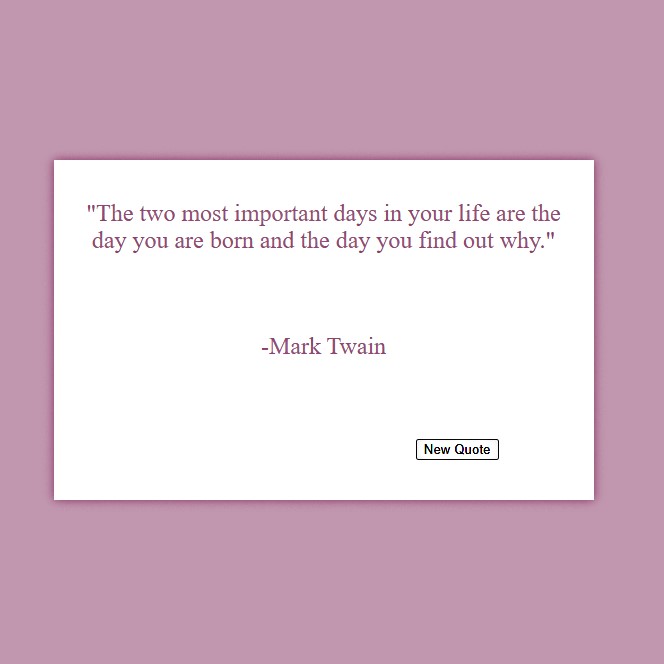 "The two most important days in your life are the
day you are born and the day you find out why."
-Mark Twain
New Quote